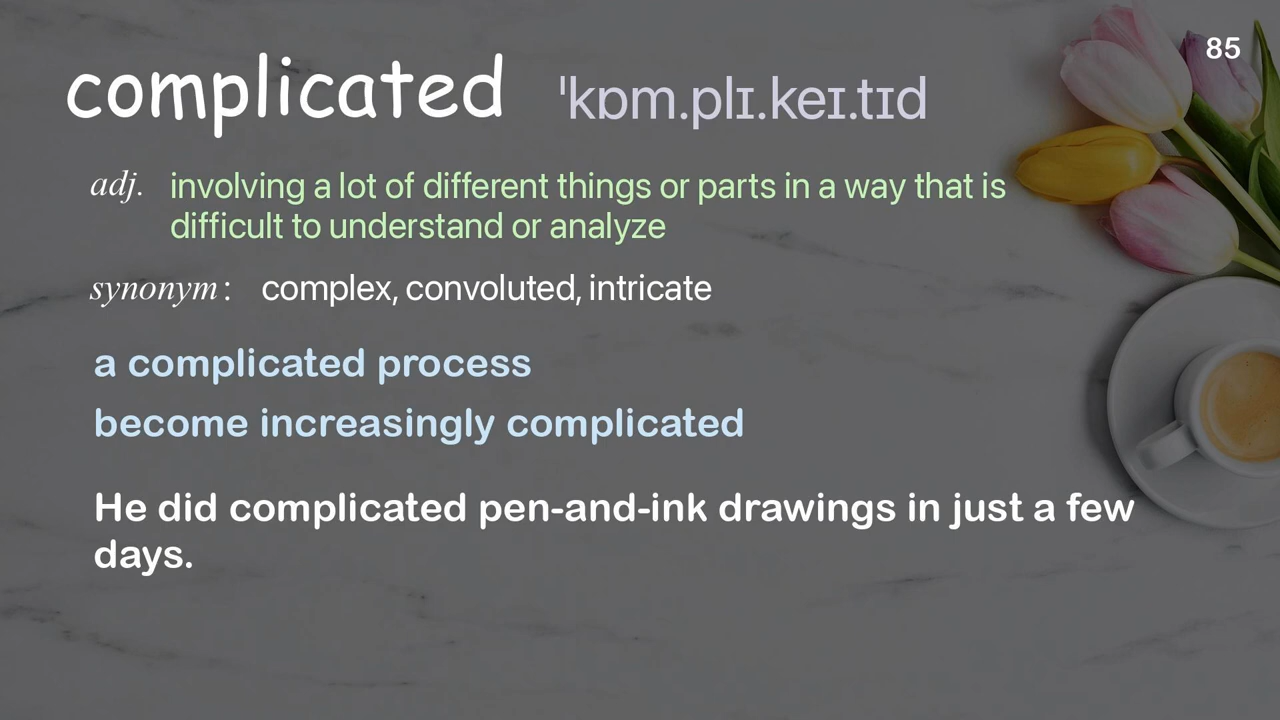 85
complicated ˈkɒm.plɪ.keɪ.tɪd
adj. involving a lot of different things or parts in a way that is
difficult to understand or analyze
synonym : complex, convoluted, intricate
a complicated process
become increasingly complicated
He did complicated pen-and-ink drawings in just a few
days.